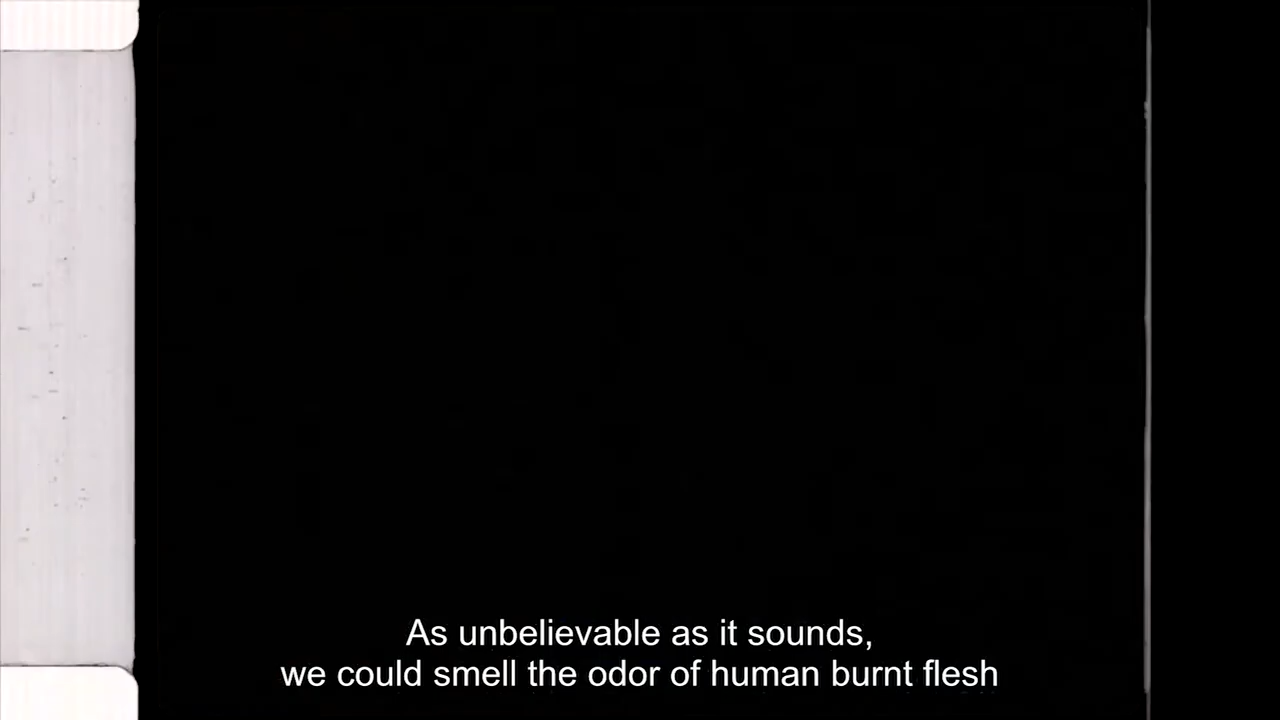 As unbelievable as it sounds,
we could smell the odor of human burnt flesh